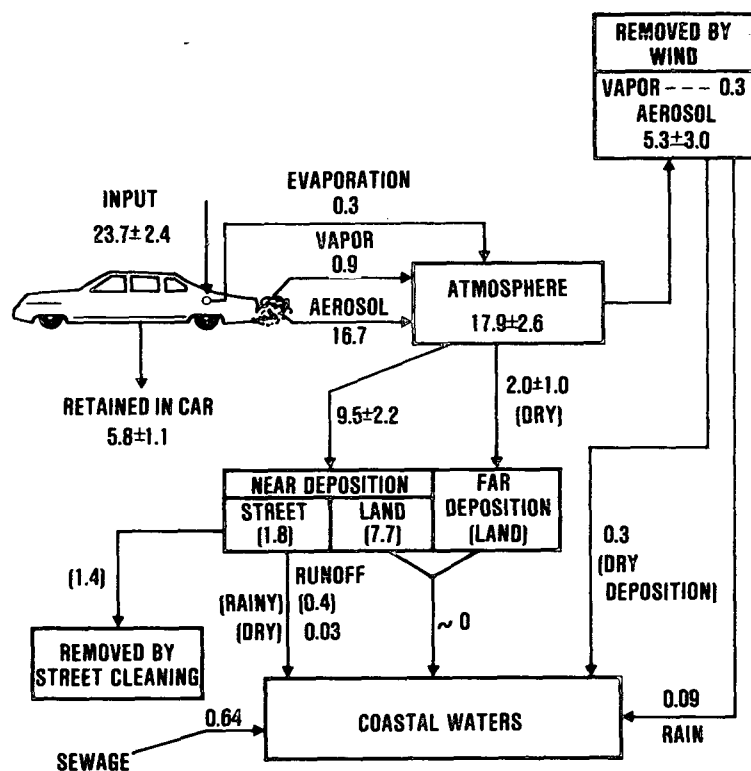 REMOVED BY
WIND
VAPOR --- 0.3
AEROSOL
5.3±3.0
EVAPORATION
0.3
INPUT
23.7±2.4
VAPOR
0.9
AEROSOL
16.7
ATMOSPHERE
17.9±2.6
RETAINED IN CAR
5.8±1.1
9.5±2.2
2.0±1.0
(DRY)
NEAR DEPOSITION
STREET
(1.8)
LAND
(7.7)
FAR
DEPOSITION
(LAND)
(1.4)
RUNOFF
(RAINY) (0.4)
(DRY) 0.03
~0
0.3
(DRY
DEPOSITION)
REMOVED BY
STREET CLEANING
COASTAL WATERS
0.64
SEWAGE
0.09
RAIN